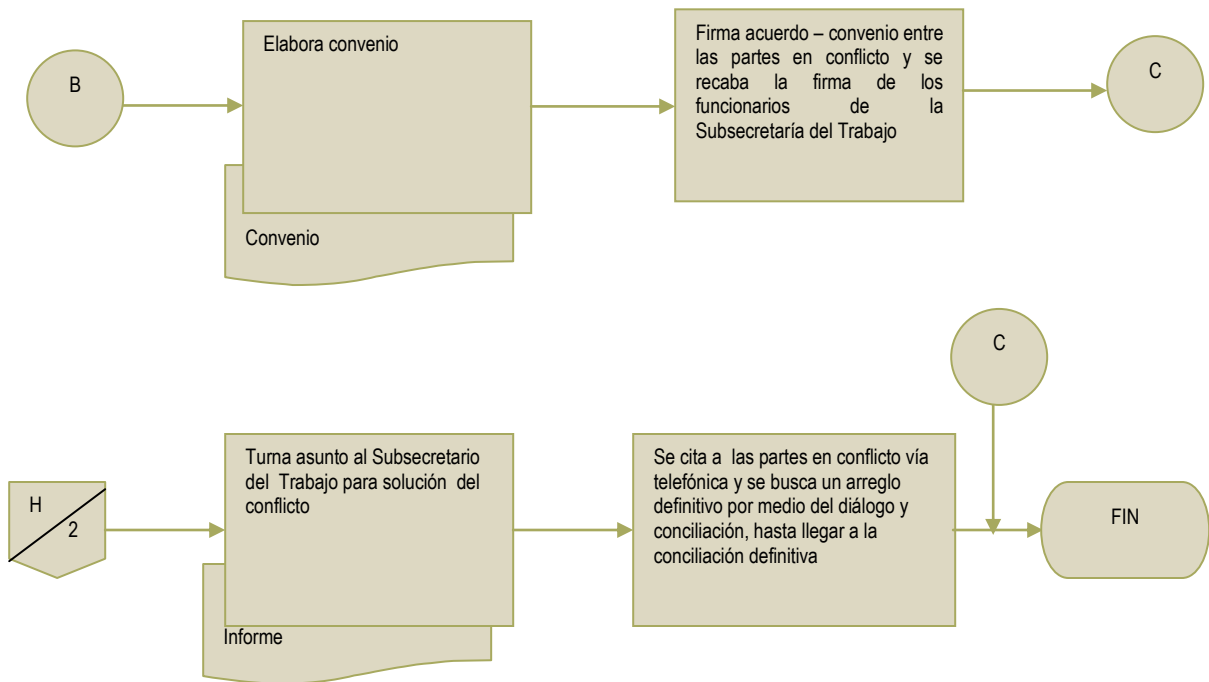 B
Elabora convenio
Convenio
Firma acuerdo – convenio entre
las partes en conflicto y se
recaba la firma de los
funcionarios de la
Subsecretaría del Trabajo
C
C
H
2
Turna asunto al Subsecretario
del Trabajo para solución del
conflicto
Informe
Se cita a las partes en conflicto vía
telefónica y se busca un arreglo
definitivo por medio del diálogo y
conciliación, hasta llegar a la
conciliación definitiva
FIN